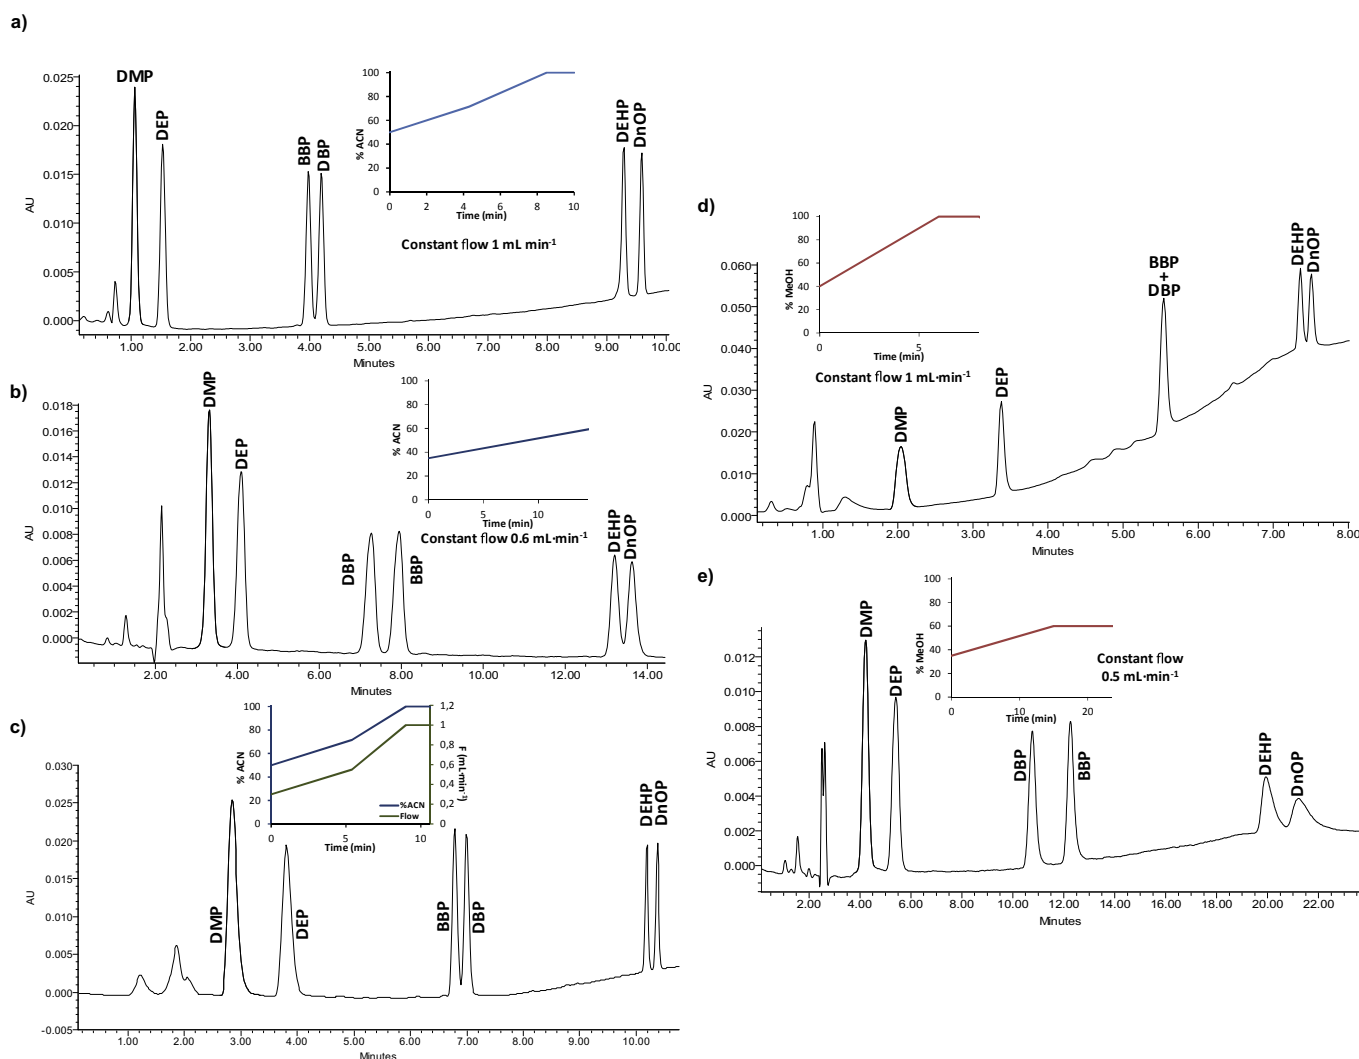 a)
0.025
0.020
0.015
0.010
0.005
0.000
AU
DMP
DEP
BBP
DBP
DEHP
DnOP
1.00 2.00 3.00 4.00 5.00 6.00 7.00 8.00 9.00 10.00
Minutes
100
80
60
40
20
0
% ACN
0 2 4 6 8 10
Time (min)
Constant flow 1 mL min-1
b)
0.018
0.016
0.014
0.012
0.010
0.008
0.006
0.004
0.002
0.000
AU
DMP
DEP
DBP
BBP
DEHP
DnOP
2.00 4.00 6.00 8.00 10.00 12.00 14.00
Minutes
100
80
60
40
20
0
% ACN
0 5 10
Time (min)
Constant flow 0.6 mL·min-1
c)
0.030
0.025
0.020
0.015
0.010
0.005
0.000
-0.005
AU
DMP
DEP
BBP
DBP
DEHP
DnOP
1.00 2.00 3.00 4.00 5.00 6.00 7.00 8.00 9.00 10.00
Minutes
100
80
60
40
20
0
% ACN
1,2
1
0,8
0,6
0,4
0,2
0
F (mL·min-1)
%ACN
Flow
0 5 10
Time (min)
d)
0.060
0.050
0.040
0.030
0.020
0.010
0.000
AU
DMP
DEP
BBP
+
DBP
DEHP
DnOP
1.00 2.00 3.00 4.00 5.00 6.00 7.00 8.00
Minutes
100
80
60
40
20
0
% MeOH
0 5
Time (min)
Constant flow 1 mL·min-1
e)
0.012
0.010
0.008
0.006
0.004
0.002
0.000
AU
DMP
DEP
DBP
BBP
DEHP
DnOP
2.00 4.00 6.00 8.00 10.00 12.00 14.00 16.00 18.00 20.00 22.00
Minutes
100
80
60
40
20
0
% MeOH
0 10 20
Time (min)
Constant flow
0.5 mL·min-1